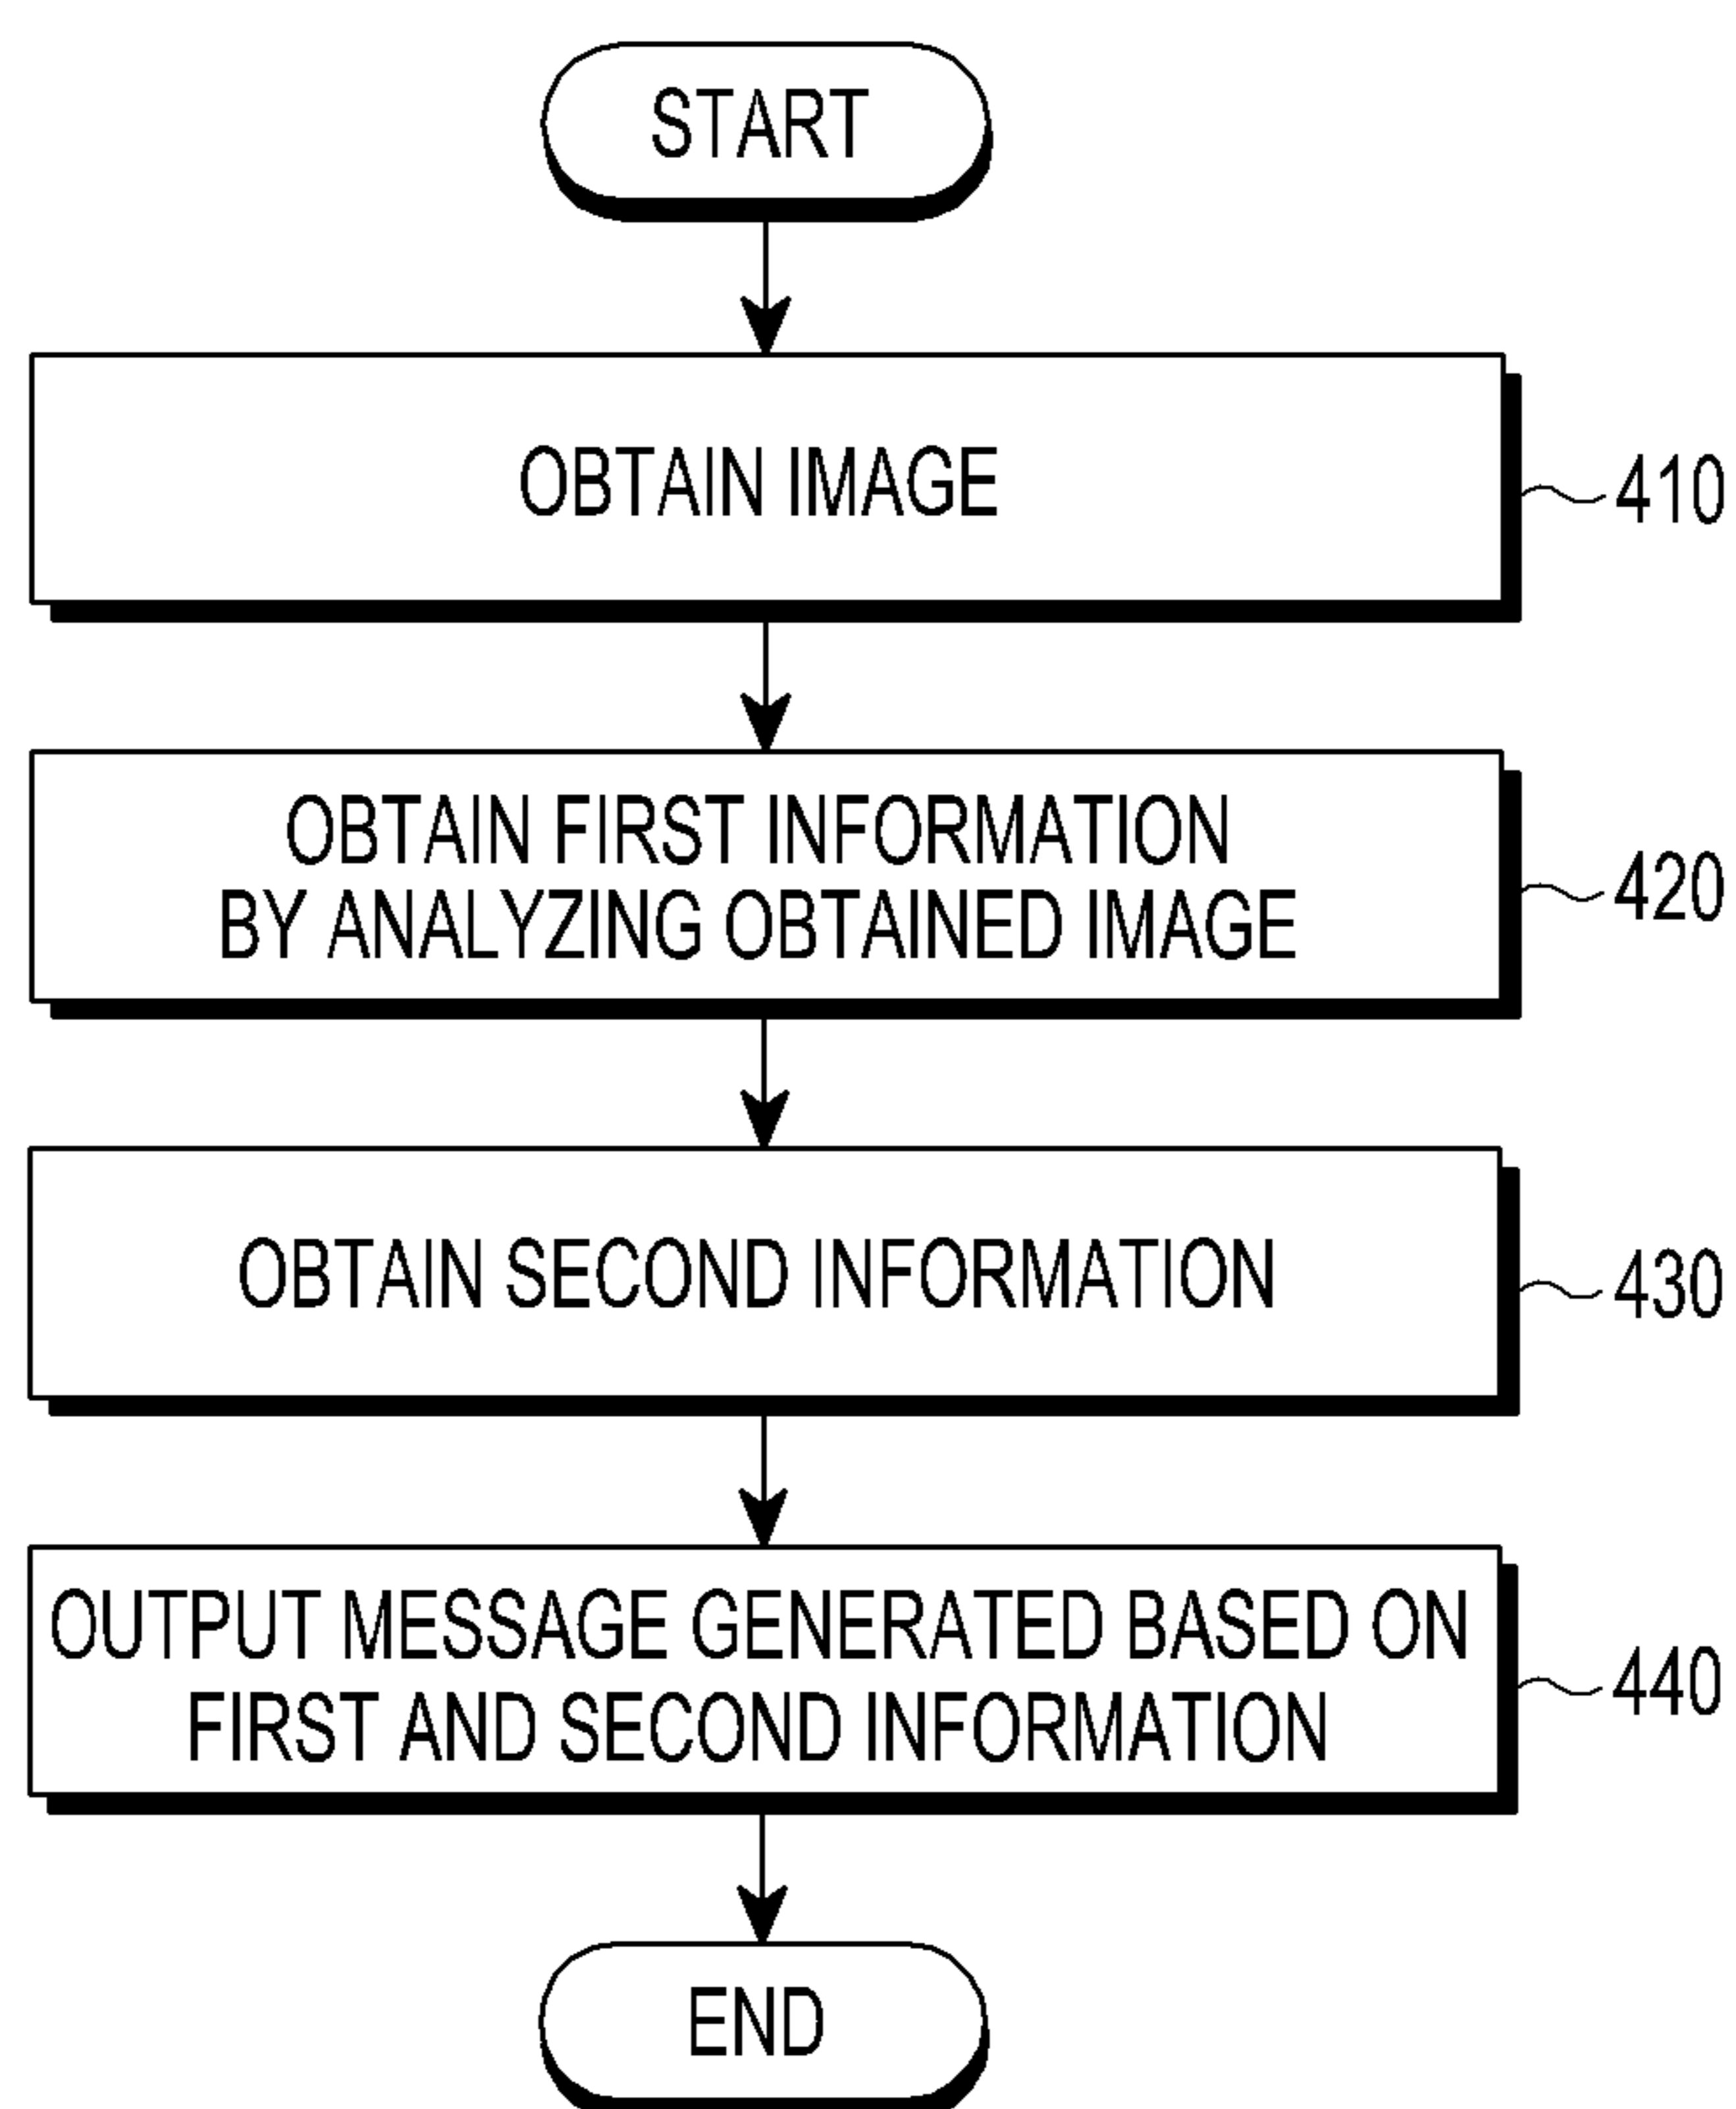 START
OBTAIN IMAGE
410
OBTAIN FIRST INFORMATION
BY ANALYZING OBTAINED IMAGE
420
OBTAIN SECOND INFORMATION
430
OUTPUT MESSAGE GENERATED BASED ON
FIRST AND SECOND INFORMATION
440
END